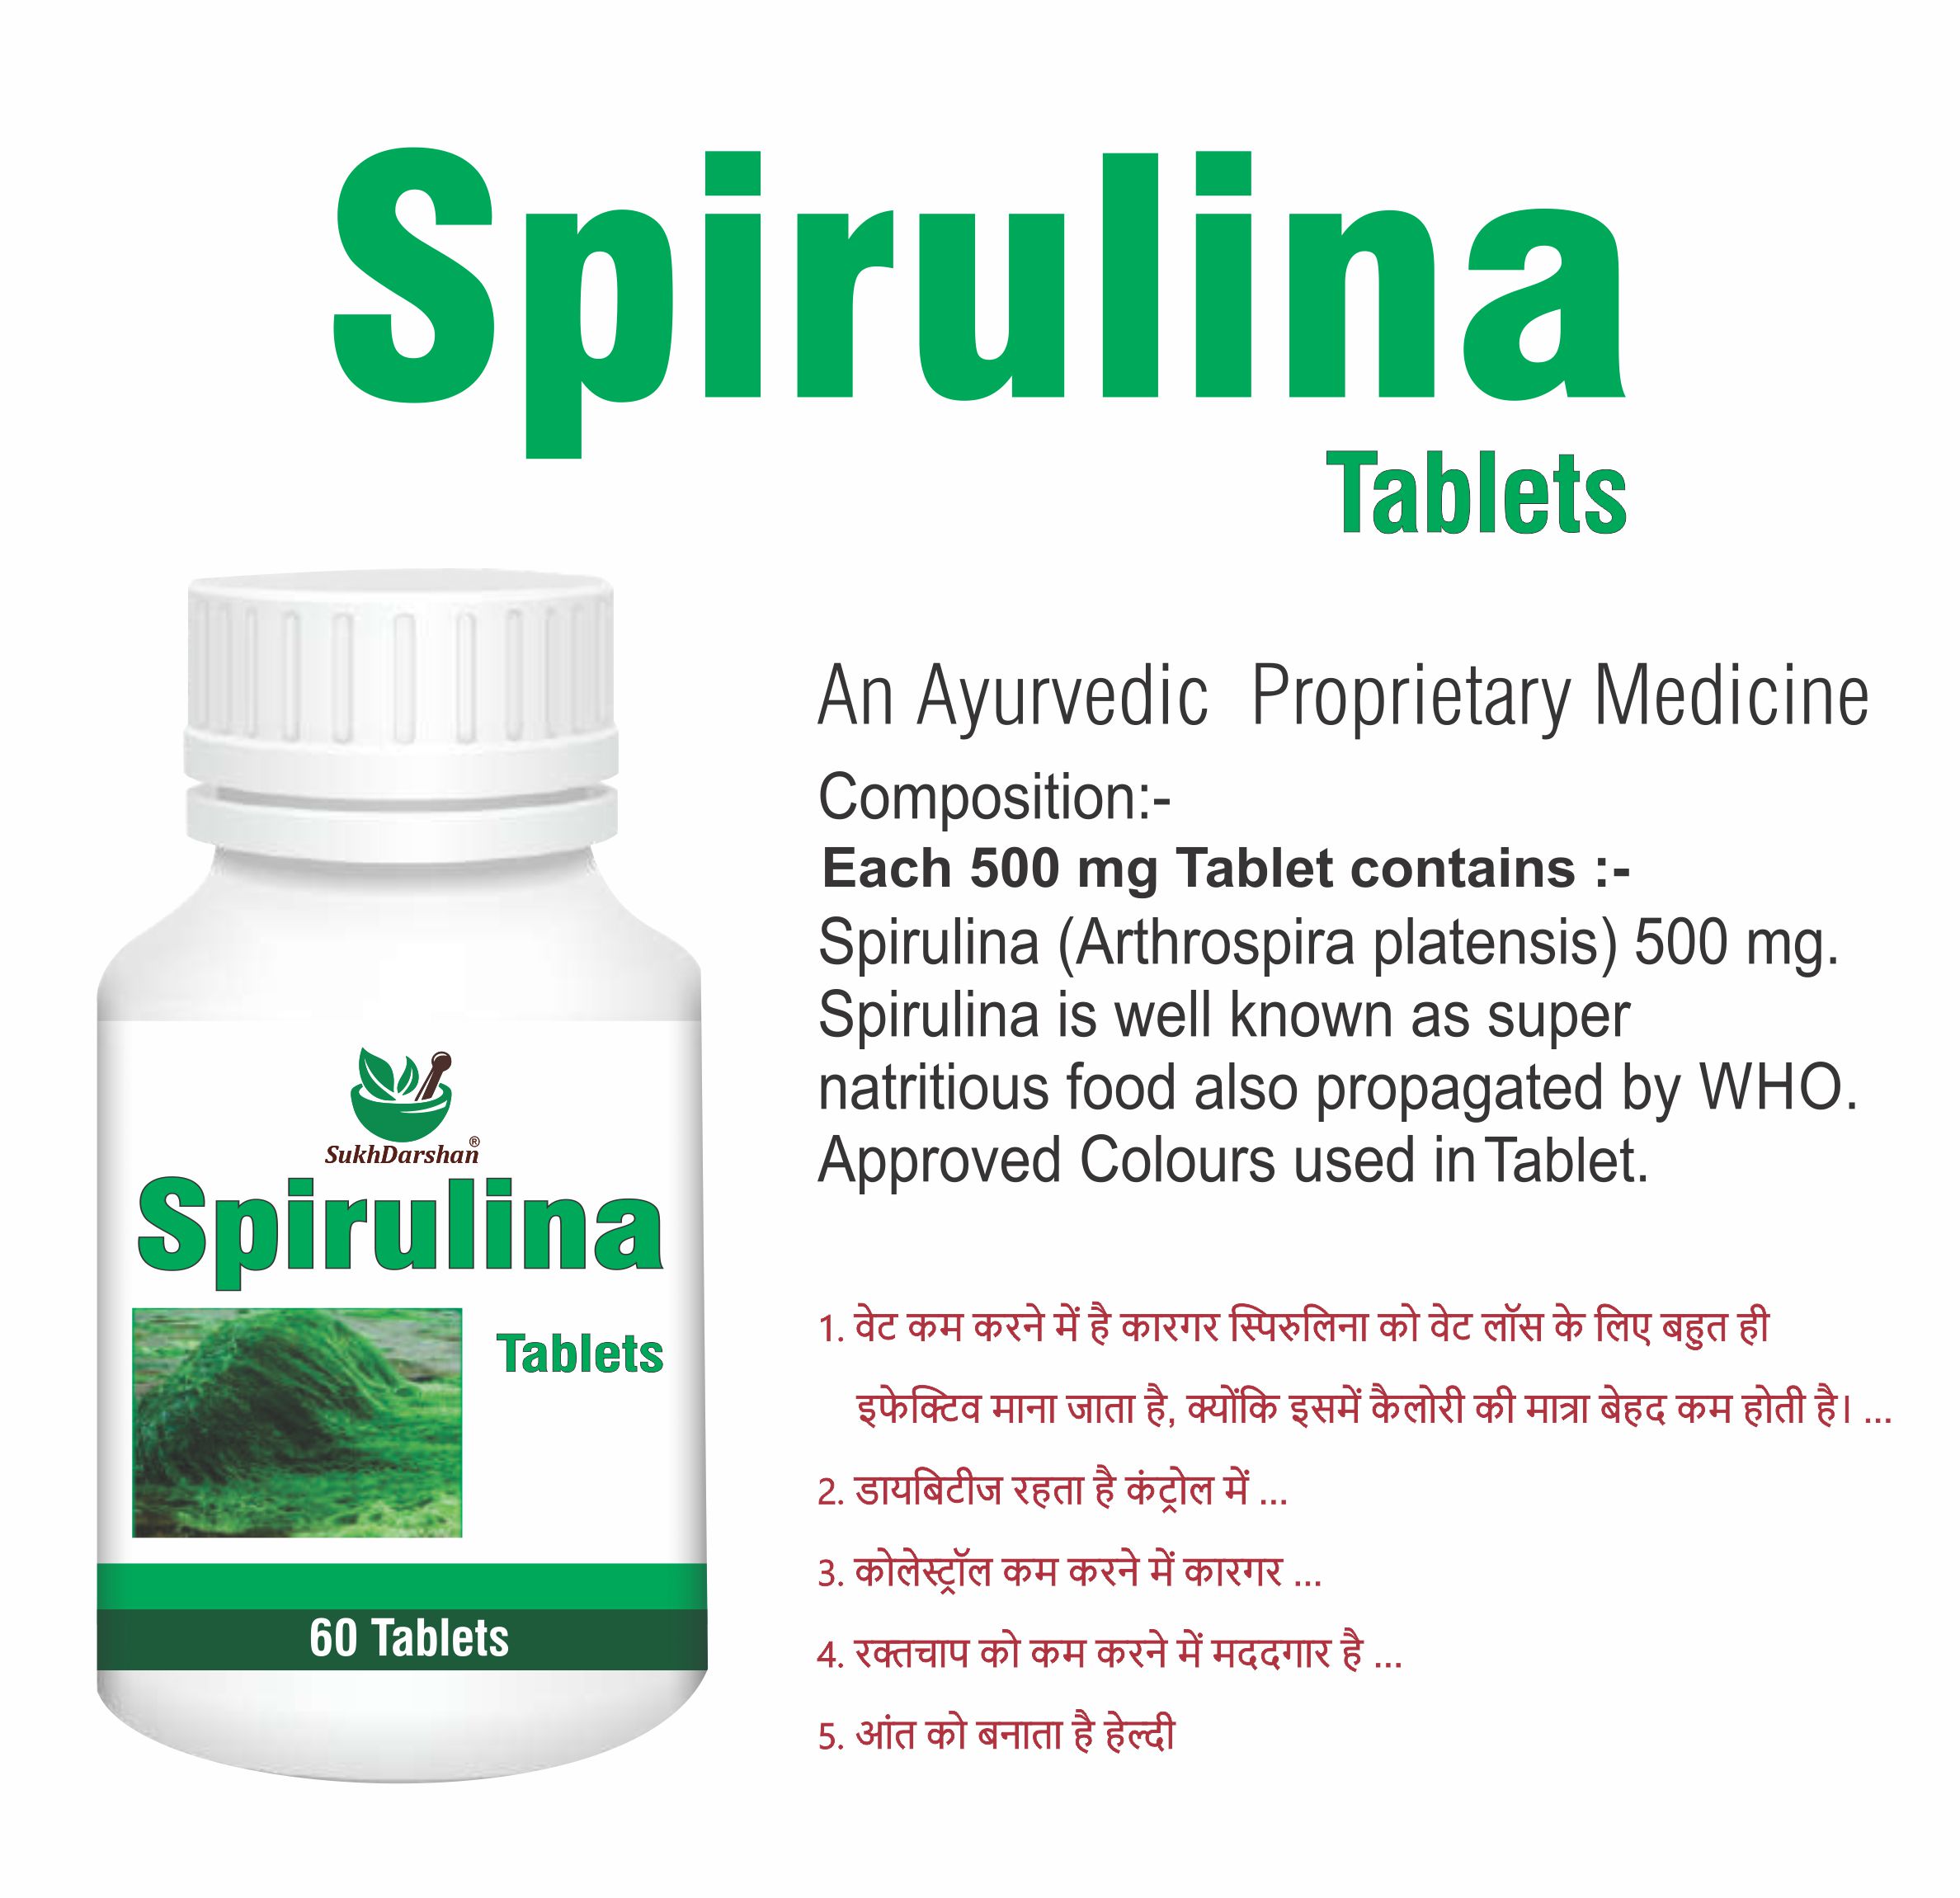 Spirulina
Tablets
An Ayurvedic Proprietary Medicine
Composition:-
Each 500 mg Tablet contains :-
Spirulina (Arthrospira platensis) 500 mg.
Spirulina is well known as super
natritious food also propagated by WHO.
Approved Colours used in Tablet.
1. वेट कम करने में है कारगर स्पिरुलिना को वेट लॉस के लिए बहुत ही
इफेक्टिव माना जाता है, क्योंकि इसमें कैलोरी की मात्रा बेहद कम होती है। ...
2. डायबिटीज रहता है कंट्रोल में ...
3. कोलेस्ट्रॉल कम करने में कारगर ...
4. रक्तचाप को कम करने में मददगार है ...
5. आंत को बनाता है हेल्दी
SukhDarshan®
Spirulina
Tablets
60 Tablets